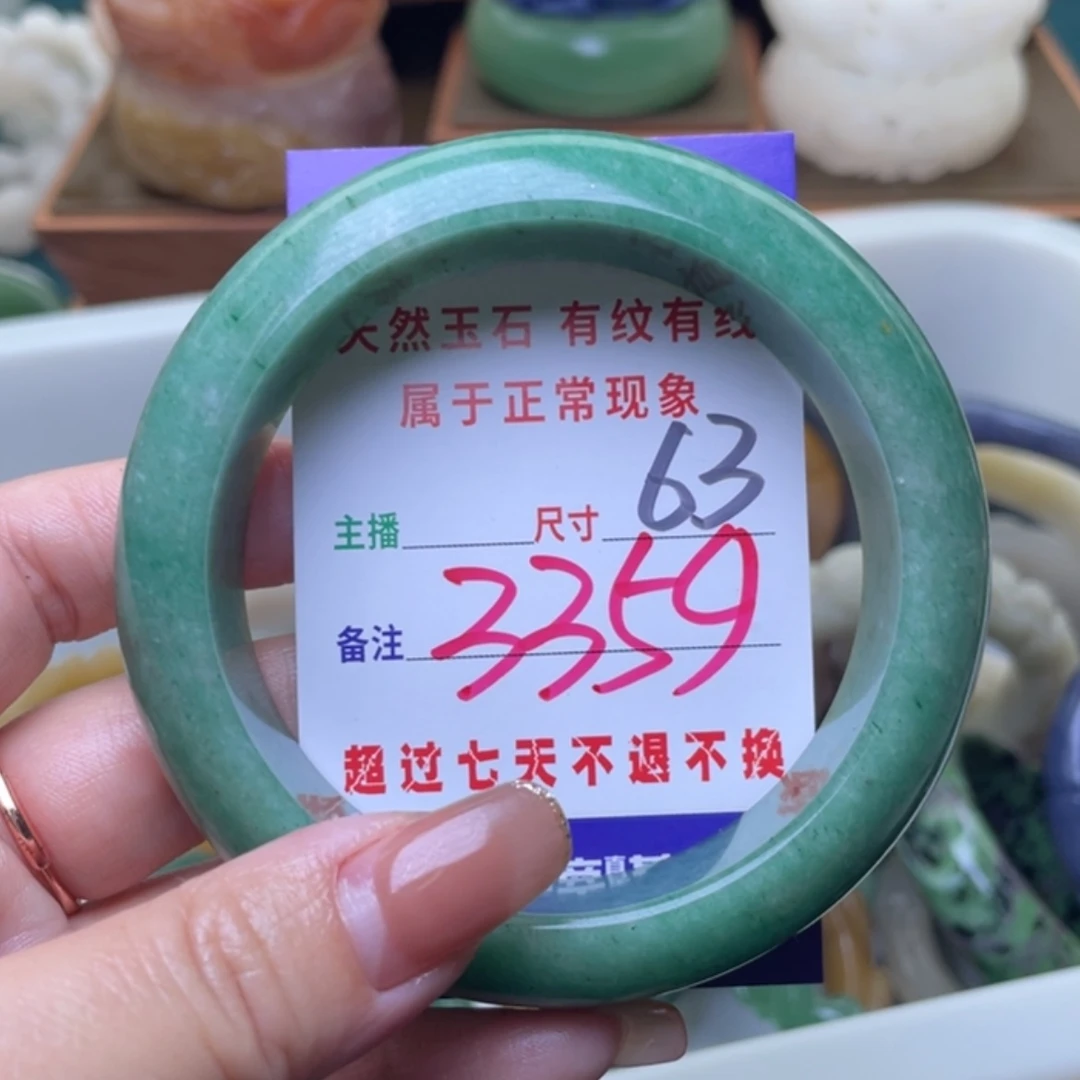 天然玉石 有纹有线
属于正常现象
主播 尺寸 63
备注 3359
超过七天不退不换